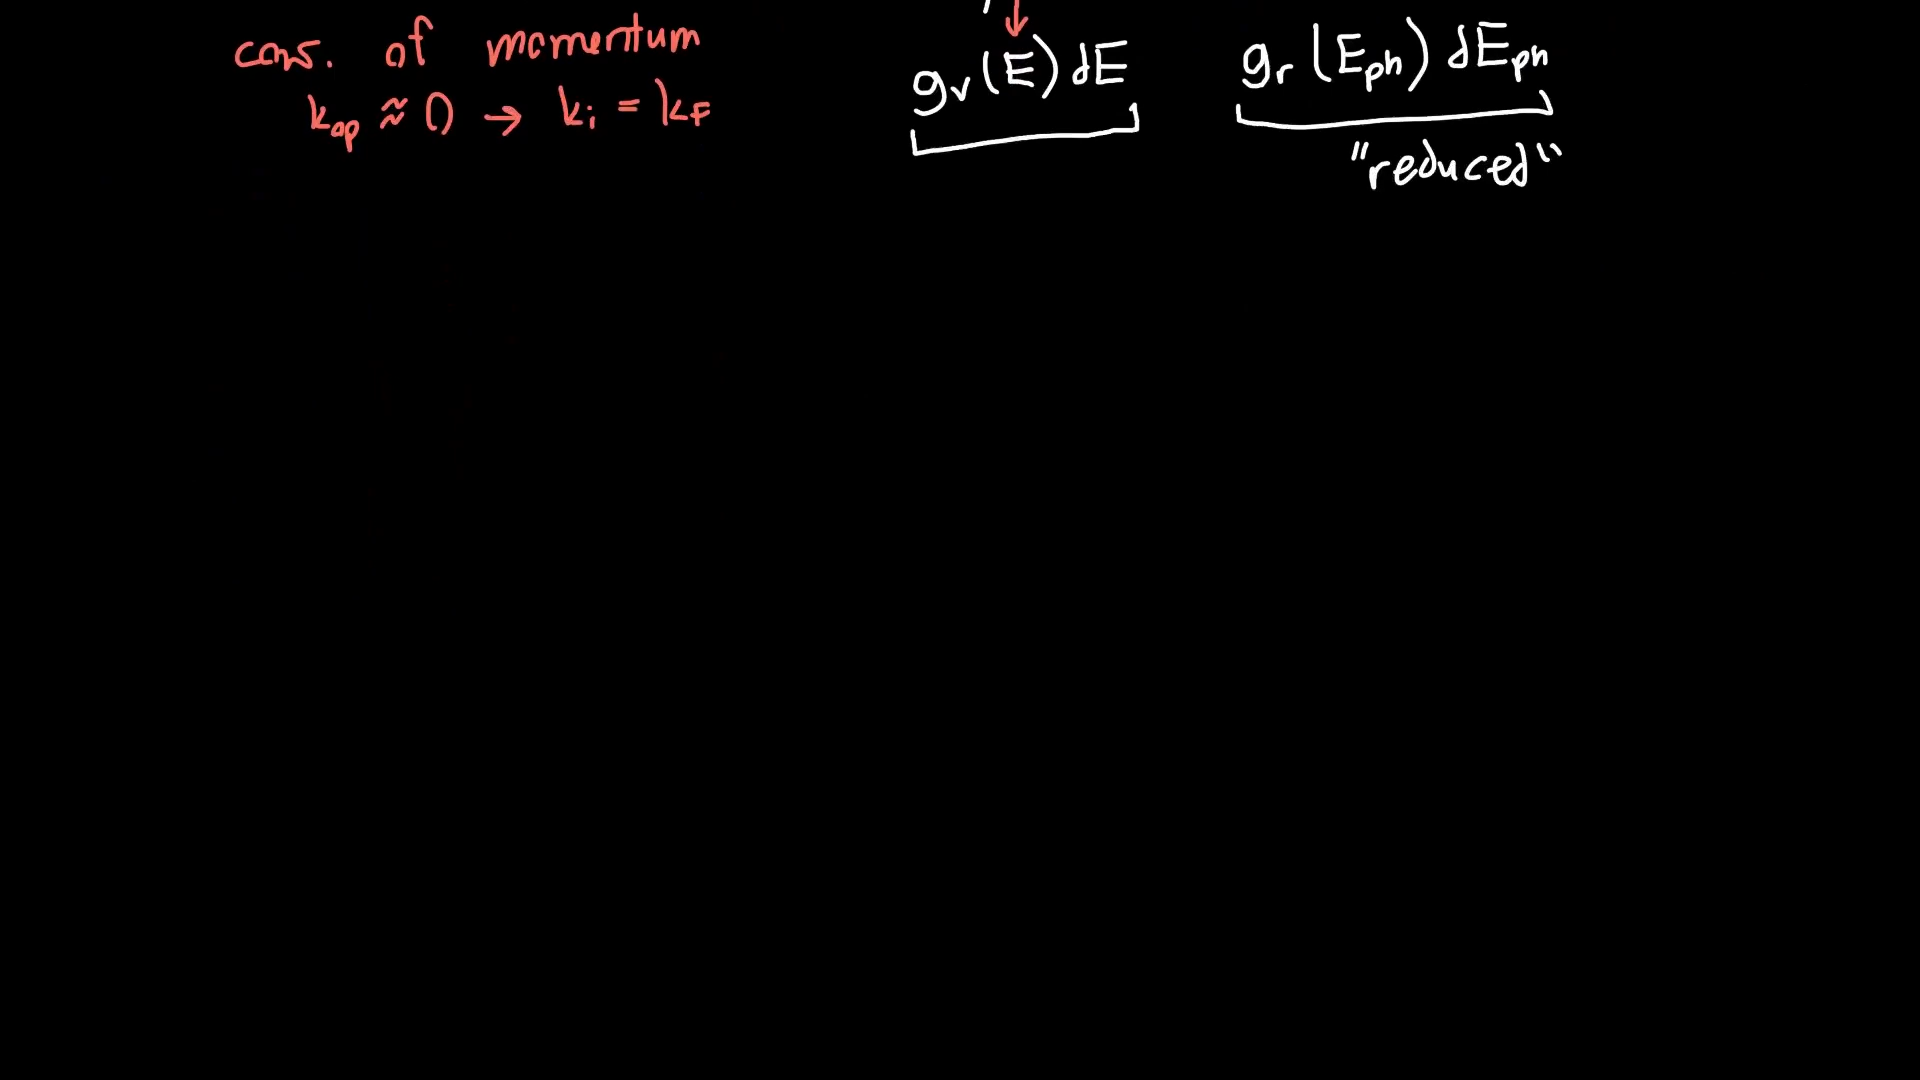 cons. of momentum
k_op ≈ 0 → k_i = k_F
g_v(E)dE
g_r(E_ph)dE_ph
"reduced"